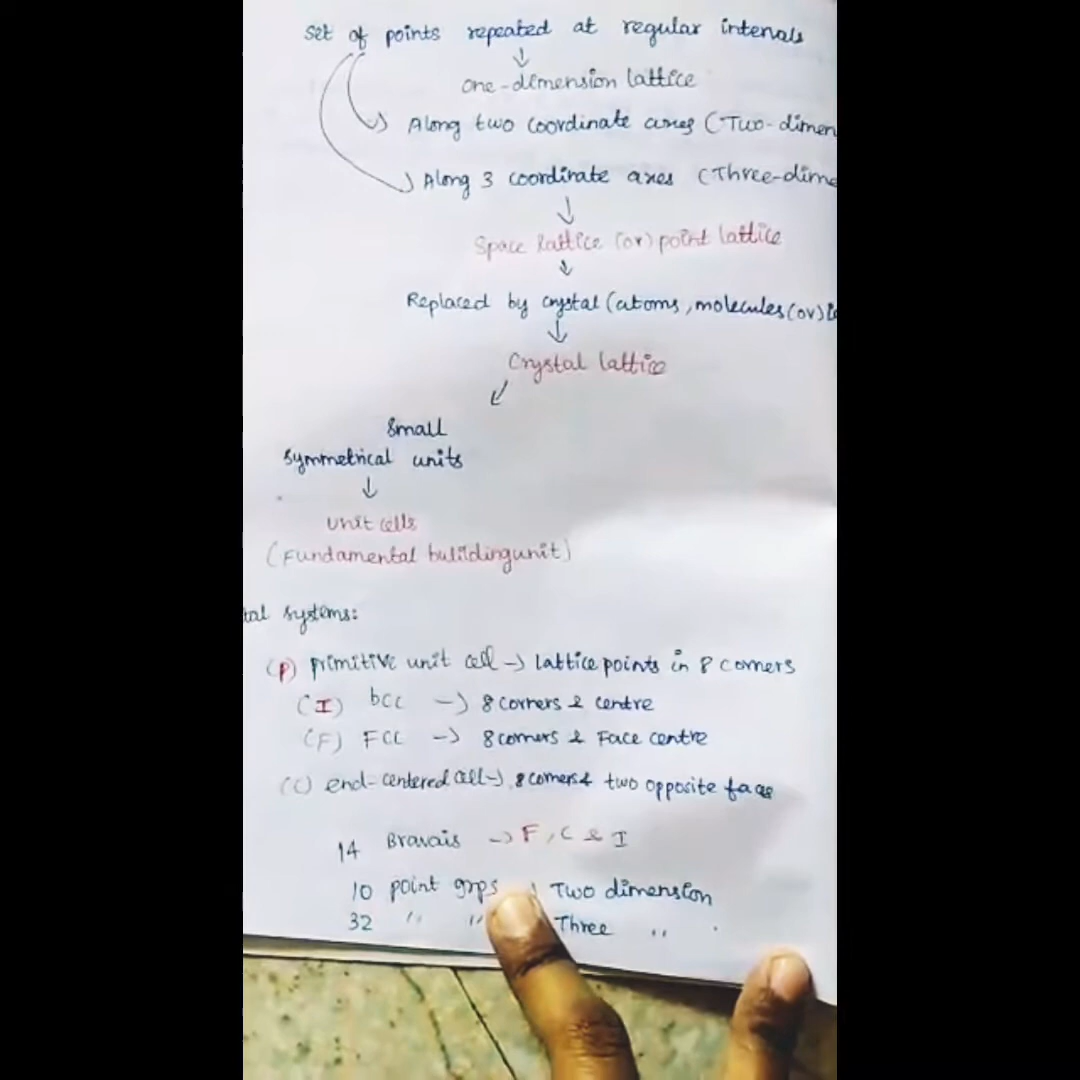 Set of points repeated at regular intervals
one-dimension lattice
Along two coordinate axes (Two-dimen
Along 3 coordinate axes (Three-dime
Space lattice (or) point lattice
Replaced by crystal (atoms, molecules (or)
Crystal lattice
Small
symmetrical units
unit cells
(Fundamental buildingunit)
tal systems:
(P) primitive unit cell → lattice points in 8 corners
(I) bcc → 8 corners & centre
(F) FCC → 8 corners & Face centre
(C) end-centered cell → 8 corners & two opposite faces
14 Bravais → F, C & I
10 point grps Two dimension
32 " " Three "